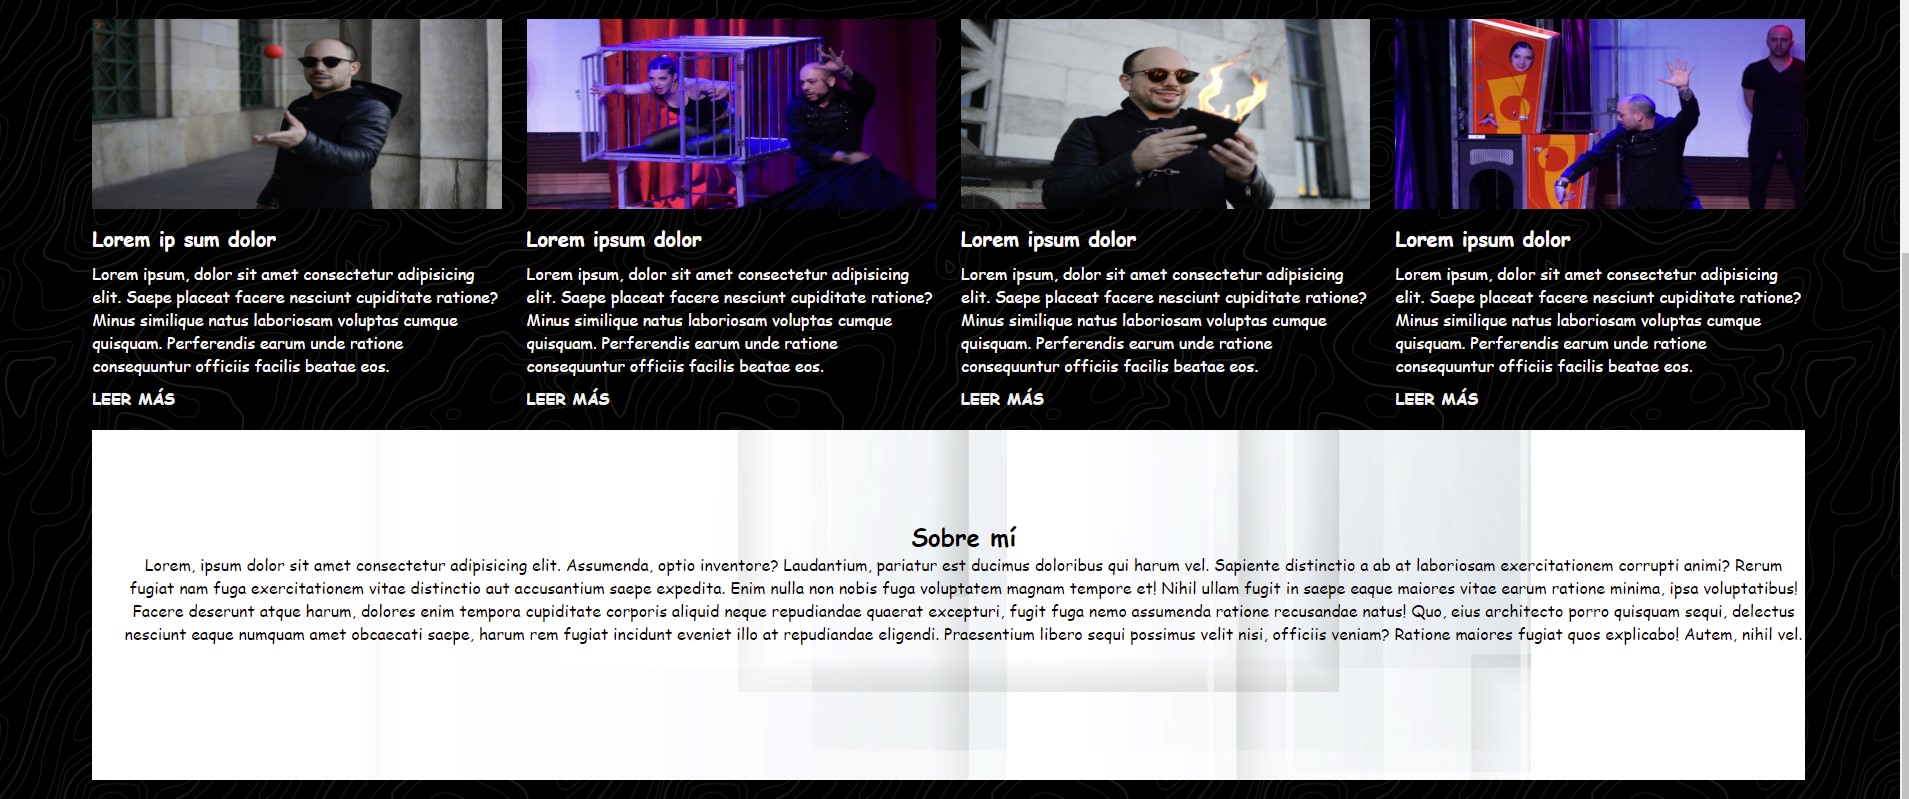 Lorem ip sum dolor
Lorem ipsum, dolor sit amet consectetur adipisicing
elit. Saepe placeat facere nesciunt cupiditate ratione?
Minus similique natus laboriosam voluptas cumque
quisquam. Perferendis earum unde ratione
consequuntur officiis facilis beatae eos.
LEER MÁS
Lorem ipsum dolor
Lorem ipsum, dolor sit amet consectetur adipisicing
elit. Saepe placeat facere nesciunt cupiditate ratione?
Minus similique natus laboriosam voluptas cumque
quisquam. Perferendis earum unde ratione
consequuntur officiis facilis beatae eos.
LEER MÁS
Lorem ipsum dolor
Lorem ipsum, dolor sit amet consectetur adipisicing
elit. Saepe placeat facere nesciunt cupiditate ratione?
Minus similique natus laboriosam voluptas cumque
quisquam. Perferendis earum unde ratione
consequuntur officiis facilis beatae eos.
LEER MÁS
Lorem ipsum dolor
Lorem ipsum, dolor sit amet consectetur adipisicing
elit. Saepe placeat facere nesciunt cupiditate ratione?
Minus similique natus laboriosam voluptas cumque
quisquam. Perferendis earum unde ratione
consequuntur officiis facilis beatae eos.
LEER MÁS
Sobre mí
Lorem, ipsum dolor sit amet consectetur adipisicing elit. Assumenda, optio inventore? Laudantium, pariatur est ducimus doloribus qui harum vel. Sapiente distinctio a ab at laboriosam exercitationem corrupti animi? Rerum
fugiat nam fuga exercitationem vitae distinctio aut accusantium saepe expedita. Enim nulla non nobis fuga voluptatem magnam tempore et! Nihil ullam fugit in saepe eaque maiores vitae earum ratione minima, ipsa voluptatibus!
Facere deserunt atque harum, dolores enim tempora cupiditate corporis aliquid neque repudiandae quaerat excepturi, fugit fuga nemo assumenda ratione recusandae natus! Quo, eius architecto porro quisquam sequi, delectus
nesciunt eaque numquam amet obcaecati saepe, harum rem fugiat incidunt eveniet illo at repudiandae eligendi. Praesentium libero sequi possimus velit nisi, officiis veniam? Ratione maiores fugiat quos explicabo! Autem, nihil vel.